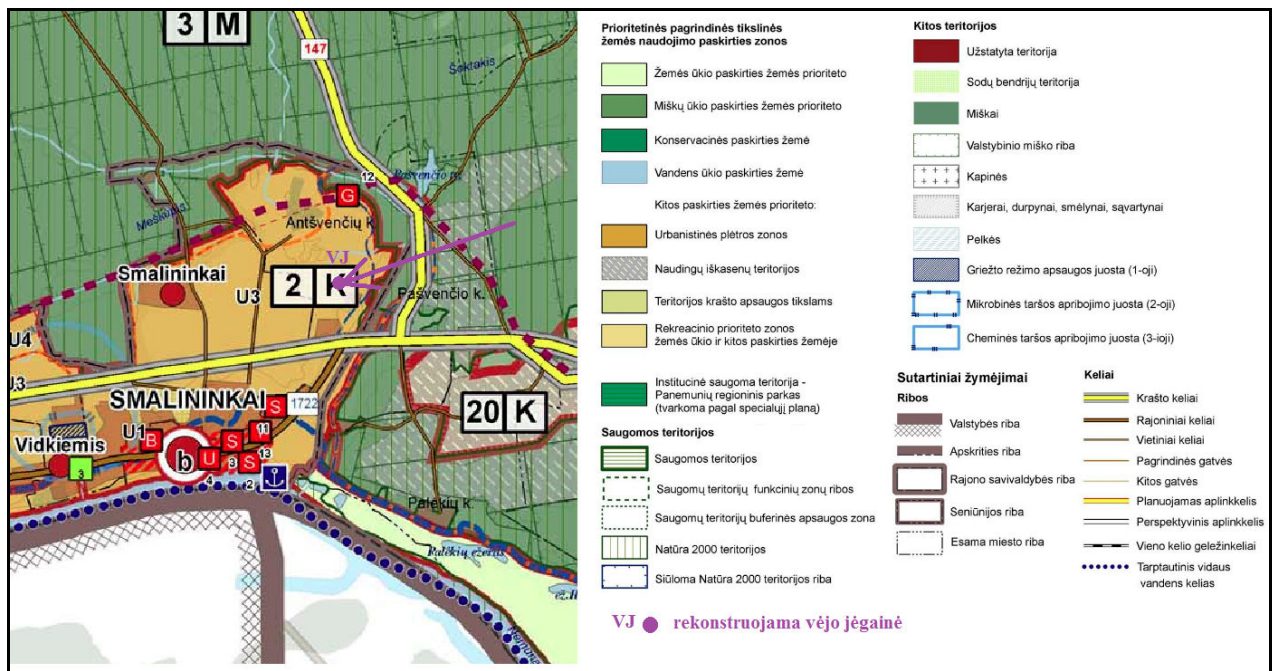 3 M
147
Šektakis
Pašvenčio tv.
12
G
Meškupis
Antšvenčių k.
VJ
Smalininkai
U3
2 K
Pašvenčio k.
U4
U3
SMALININKAI
S
1722
20 K
U1
B
S
11
Vidkiemis
b
U
3
S
13
3
4
2
Palėkių k.
Palėkių ežeras
Prioritetinės pagrindinės tikslinės
žemės naudojimo paskirties zonos
Žemės ūkio paskirties žemės prioriteto
Miškų ūkio paskirties žemės prioriteto
Konservacinės paskirties žemė
Vandens ūkio paskirties žemė
Kitos paskirties žemė prioriteto:
Urbanistinės plėtros zonos
Naudingų iškasenų teritorijos
Teritorijos krašto apsaugos tikslams
Rekreacinio prioriteto zonos
žemės ūkio ir kitos paskirties žemėje
Institucinė saugoma teritorija -
Panemunių regioninis parkas
(tvarkoma pagal specialųjį planą)
Saugomos teritorijos
Saugomos teritorijos
Saugomų teritorijų funkcinių zonų ribos
Saugomų teritorijų buferinės apsaugos zona
Natūra 2000 teritorijos
Siūloma Natūra 2000 teritorijos riba
VJ rekonstruojama vėjo jėgainė
Kitos teritorijos
Užstatyta teritorija
Sodų bendrijų teritorija
Miškai
Valstybinio miško riba
Kapinės
Karjerai, durpynai, smėlynai, sąvartynai
Pelkės
Griežto režimo apsaugos juosta (1-oji)
Mikrobinės taršos apribojimo juosta (2-oji)
Cheminės taršos apribojimo juosta (3-ioji)
Sutartiniai žymėjimai
Ribos
Valstybės riba
Apskrities riba
Rajono savivaldybės riba
Seniūnijos riba
Esama miesto riba
Keliai
Krašto keliai
Rajoniniai keliai
Vietiniai keliai
Pagrindinės gatvės
Kitos gatvės
Planuojamas aplinkkelis
Perspektyvinis aplinkkelis
Vieno kelio geležinkeliai
Tarptautinis vidaus
vandens kelias